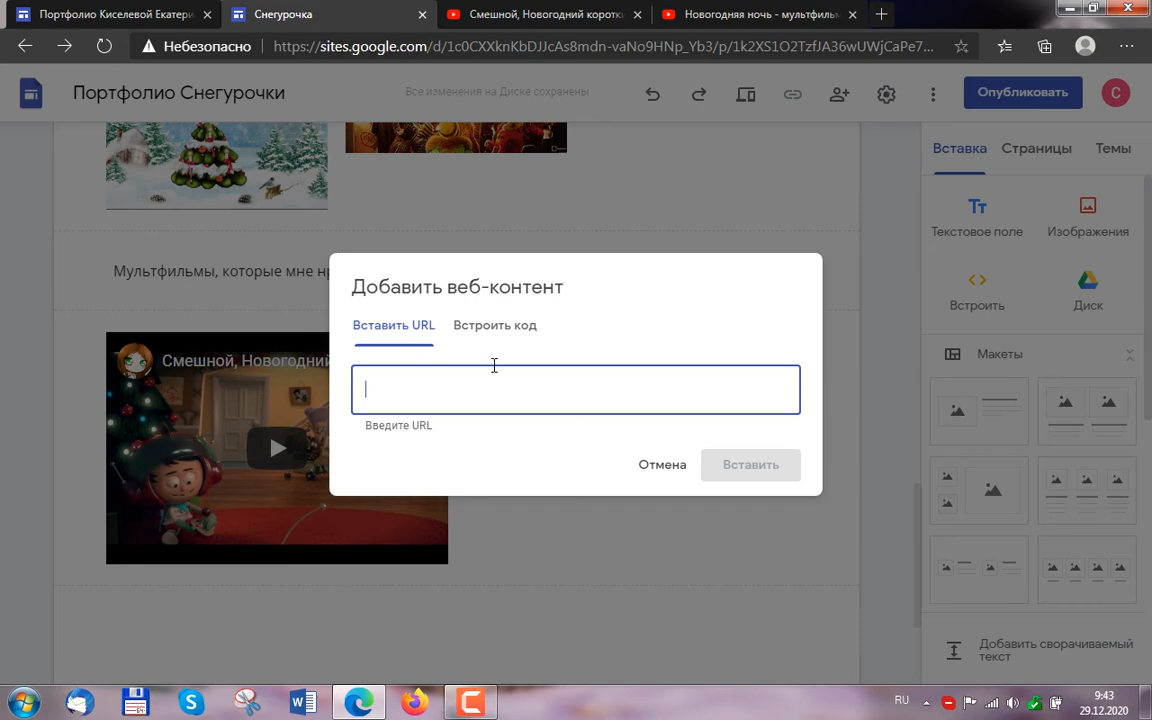 Портфолио Киселевой Екатери
Снегурочка
Смешной, Новогодний коротки
Новогодняя ночь - мультфильм
Небезопасно
https://sites.google.com/d/1c0CXXknKbDJJcAs8mdn-vaNo9HNp_Yb3/p/1k2XS1O2TzfJA36wUWjCaPe7...
Портфолио Снегурочки
Все изменения на Диске сохранены
Опубликовать
С
Вставка
Страницы
Темы
Текстовое поле
Изображения
Встроить
Диск
Макеты
Добавить сворачиваемый
текст
Мультфильмы, которые мне нр
Смешной, Новогодний
Добавить веб-контент
Вставить URL
Встроить код
Введите URL
Отмена
Вставить
RU
9:43
29.12.2020